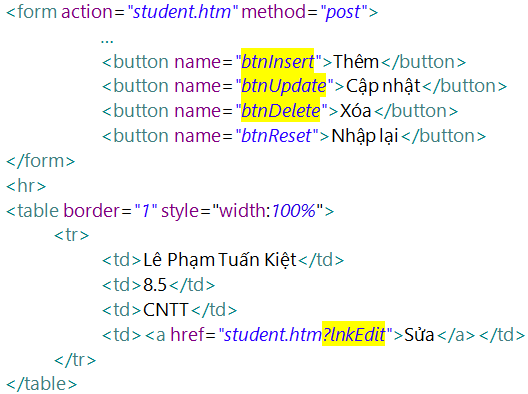 <form action="student.htm" method="post">
...
<button name="btnInsert">Thêm</button>
<button name="btnUpdate">Cập nhật</button>
<button name="btnDelete">Xóa</button>
<button name="btnReset">Nhập lại</button>
</form>
<hr>
<table border="1" style="width:100%">
<tr>
<td>Lê Phạm Tuấn Kiệt</td>
<td>8.5</td>
<td>CNTT</td>
<td><a href="student.htm?lnkEdit">Sửa</a></td>
</tr>
</table>